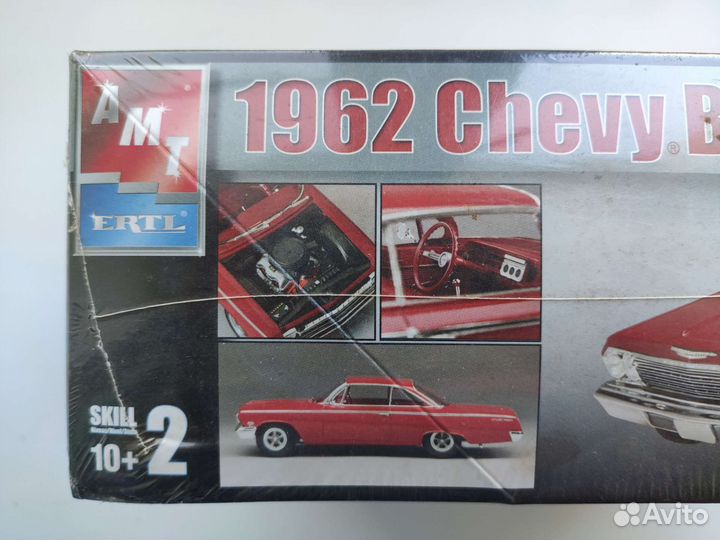 AMT
ERTL®
1962 Chevy® B
SKILL
10+
2
Avito